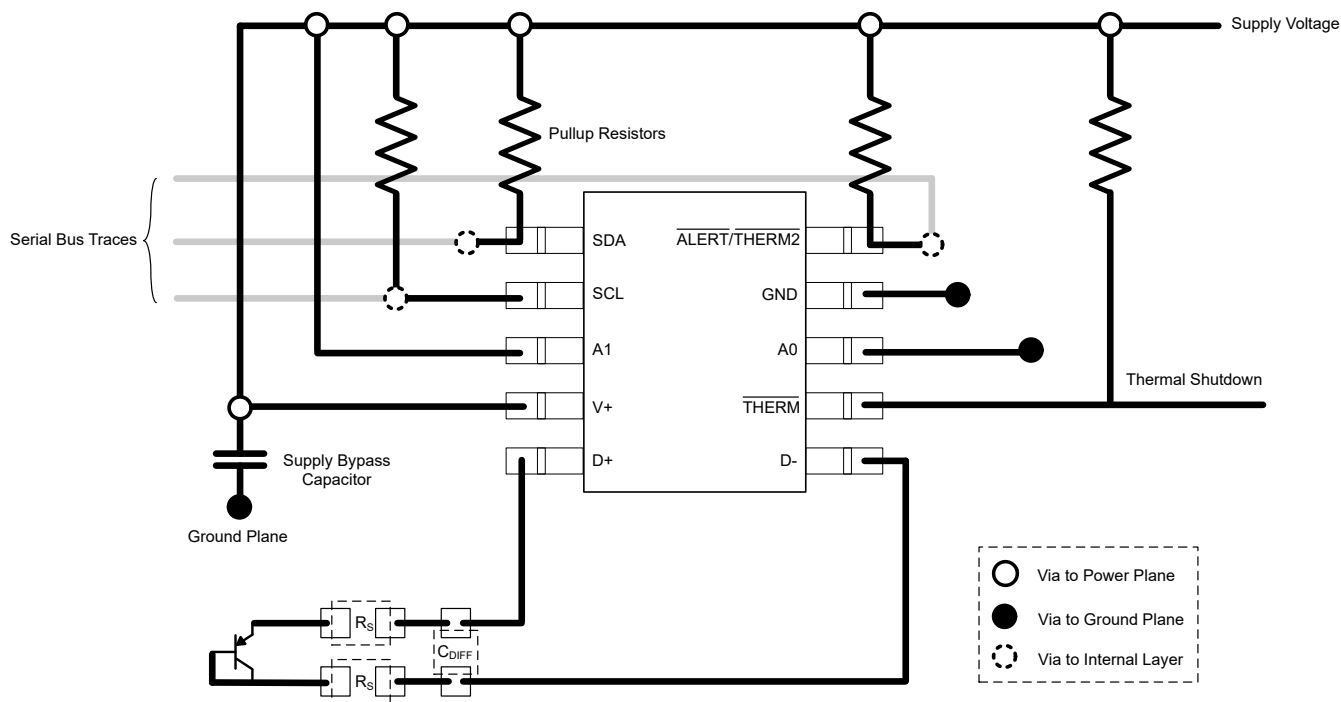 Supply Voltage
Pullup Resistors
Serial Bus Traces
SDA
ALERT/THERM2
SCL
GND
A1
A0
Thermal Shutdown
V+
THERM
D+
D-
Supply Bypass
Capacitor
Ground Plane
Via to Power Plane
Via to Ground Plane
Via to Internal Layer
RS
CDIFF
RS